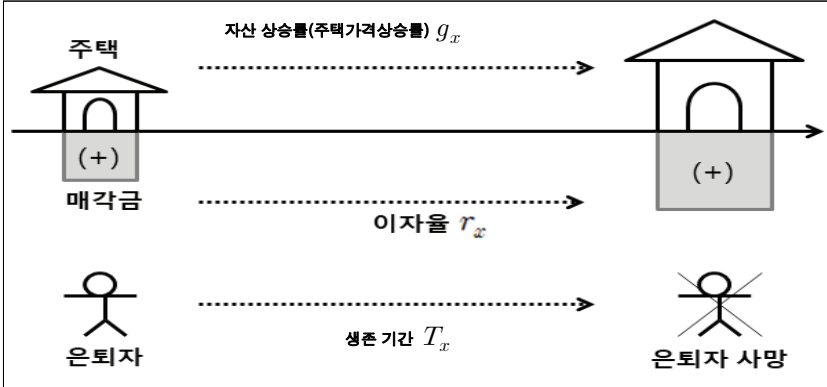 자산 상승률(주택가격상승률) g_x
주택
(+)
(+)
매각금
이자율 r_x
생존 기간 T_x
은퇴자
은퇴자 사망